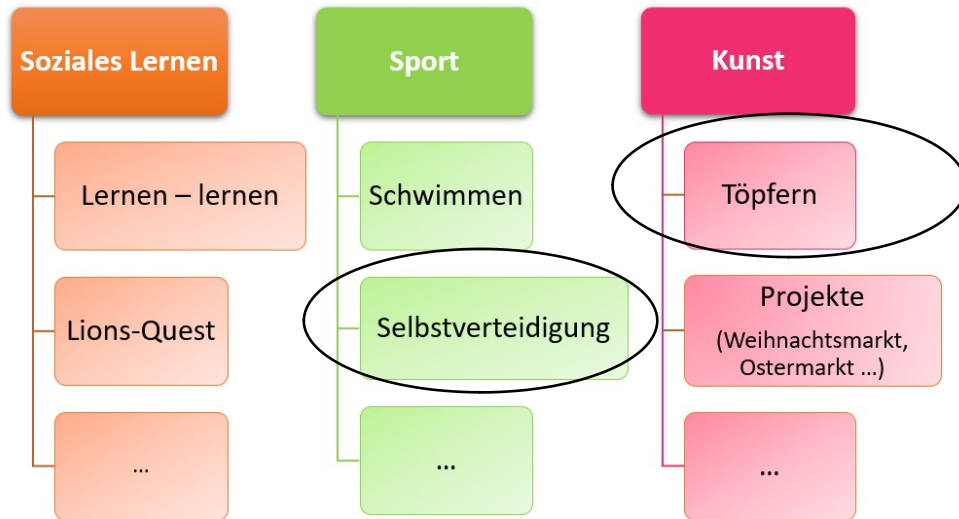 Soziales Lernen
Lernen – lernen
Lions-Quest
...
Sport
Schwimmen
Selbstverteidigung
...
Kunst
Töpfern
Projekte
(Weihnachtsmarkt,
Ostermarkt ...)
...